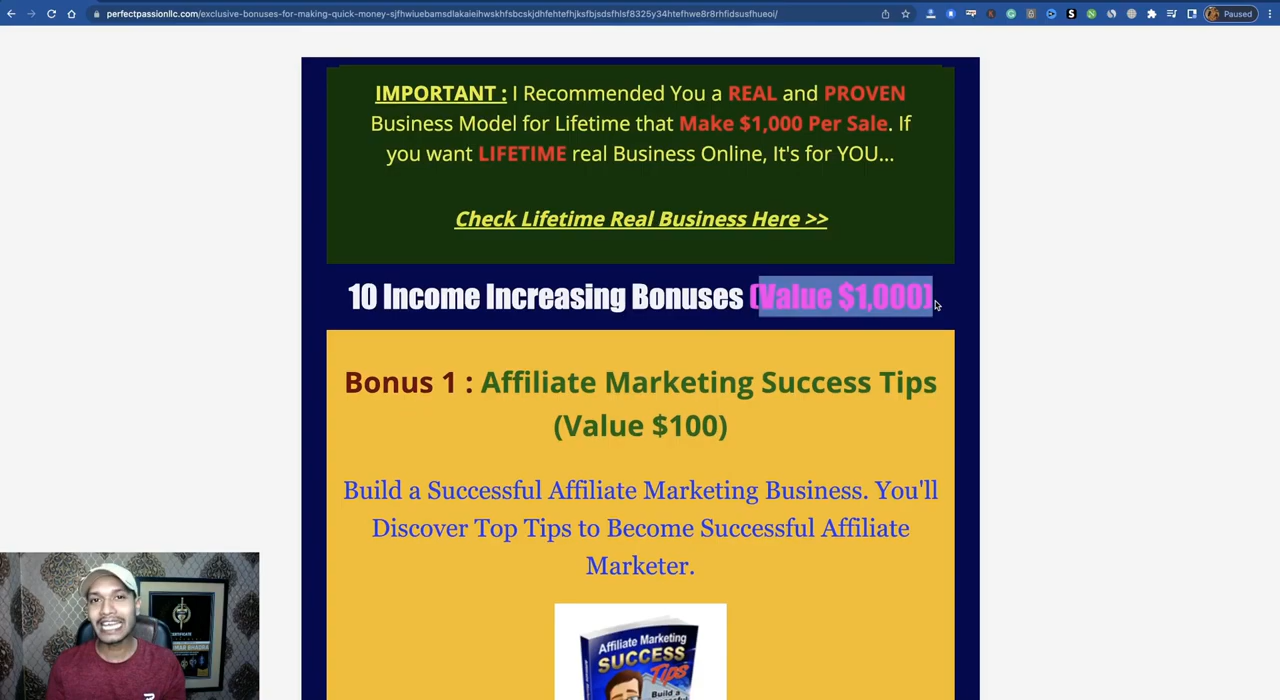 perfectpassionllc.com/exclusive-bonuses-for-making-quick-money-sjfhwiuebamsdlakaieihwskhfsbcskjdhfehtefhjksfbjsdsfhlsf8325y34htefhwe8r8rhfidsusfhueoi/
Paused
IMPORTANT : I Recommended You a REAL and PROVEN
Business Model for Lifetime that Make $1,000 Per Sale. If
you want LIFETIME real Business Online, It's for YOU...
Check Lifetime Real Business Here >>
10 Income Increasing Bonuses (Value $1,000)
Bonus 1 : Affiliate Marketing Success Tips
(Value $100)
Build a Successful Affiliate Marketing Business. You'll
Discover Top Tips to Become Successful Affiliate
Marketer.
Affiliate Marketing
SUCCESS
Tips
Build a
CERTIFICATE